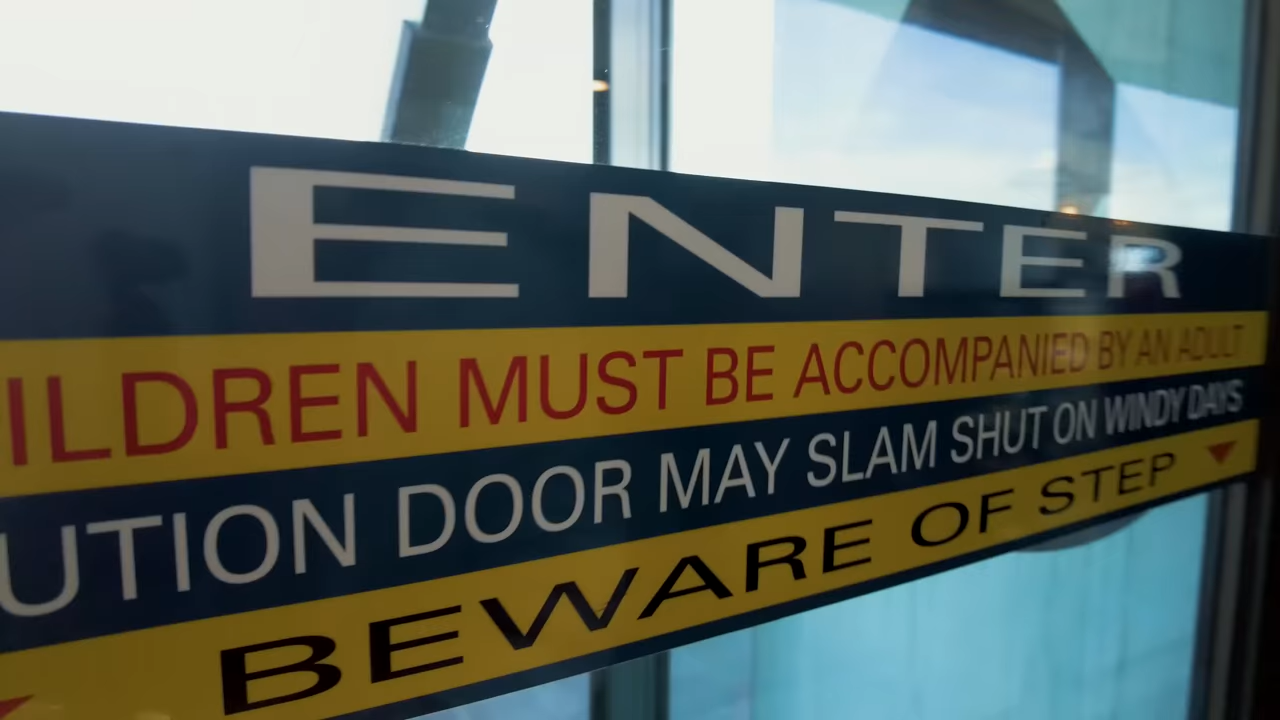 ENTER
ILDREN MUST BE ACCOMPANIED BY AN ADULT
UTION DOOR MAY SLAM SHUT ON WINDY DAYS
BEWARE OF STEP